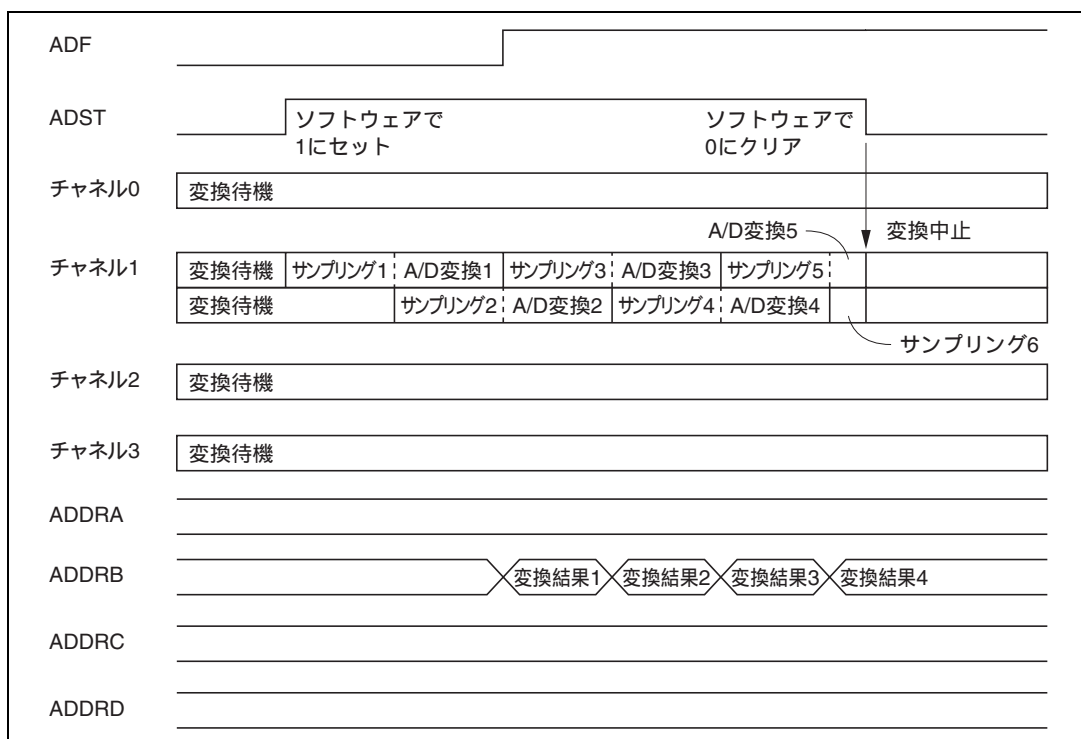 ADF
ADST
ソフトウェアで
1にセット
ソフトウェアで
0にクリア
チャネル0
変換待機
A/D変換5
変換中止
チャネル1
変換待機 サンプリング1 A/D変換1 サンプリング3 A/D変換3 サンプリング5
変換待機 サンプリング2 A/D変換2 サンプリング4 A/D変換4
サンプリング6
チャネル2
変換待機
チャネル3
変換待機
ADDRA
ADDRB
変換結果1 変換結果2 変換結果3 変換結果4
ADDRC
ADDRD